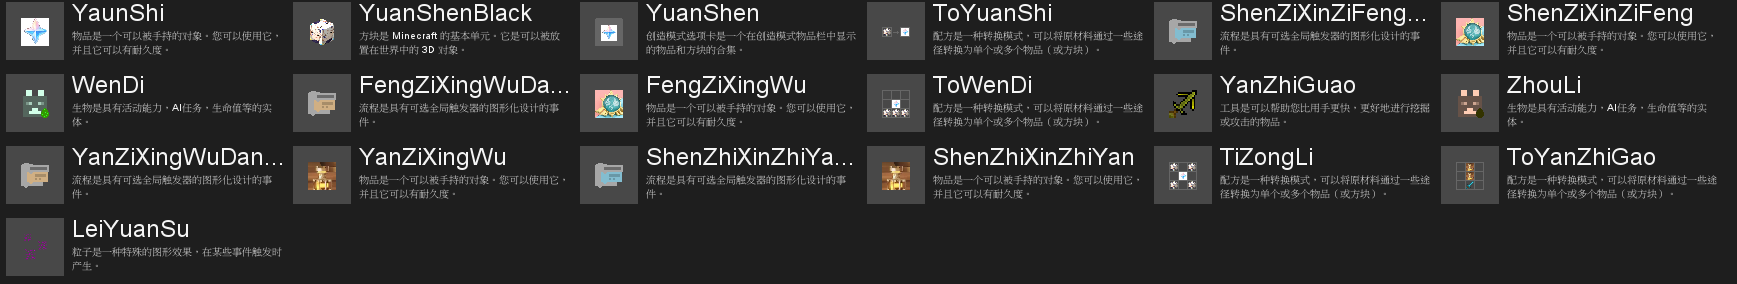 YaunShi
物品是一个可以被手持的对象。您可以使用它，
并且它可以有耐久度。
YuanShenBlack
方块是 Minecraft 的基本单元。它是可以被放
置在世界中的 3D 对象。
YuanShen
创造模式选项卡是一个在创造模式物品栏中显示
的物品和方块的合集。
ToYuanShi
配方是一种转换模式，可以将原材料通过一些途
径转换为单个或多个物品（或方块）。
ShenZiXinZiFeng...
流程是具有可选全局触发器的图形化设计的事
件。
ShenZiXinZiFeng
物品是一个可以被手持的对象。您可以使用它，
并且它可以有耐久度。
WenDi
生物是具有活动能力，AI任务，生命值等的实
体。
FengZiXingWuDa...
流程是具有可选全局触发器的图形化设计的事
件。
FengZiXingWu
物品是一个可以被手持的对象。您可以使用它，
并且它可以有耐久度。
ToWenDi
配方是一种转换模式，可以将原材料通过一些途
径转换为单个或多个物品（或方块）。
YanZhiGuao
工具是可以帮助您比用手更快，更好地进行挖掘
或攻击的物品。
ZhouLi
生物是具有活动能力，AI任务，生命值等的实
体。
YanZiXingWuDan...
流程是具有可选全局触发器的图形化设计的事
件。
YanZiXingWu
物品是一个可以被手持的对象。您可以使用它，
并且它可以有耐久度。
ShenZhiXinZhiYa...
流程是具有可选全局触发器的图形化设计的事
件。
ShenZhiXinZhiYan
物品是一个可以被手持的对象。您可以使用它，
并且它可以有耐久度。
TiZongLi
配方是一种转换模式，可以将原材料通过一些途
径转换为单个或多个物品（或方块）。
ToYanZhiGao
配方是一种转换模式，可以将原材料通过一些途
径转换为单个或多个物品（或方块）。
LeiYuanSu
粒子是一种特殊的图形效果，在某些事件触发时
产生。